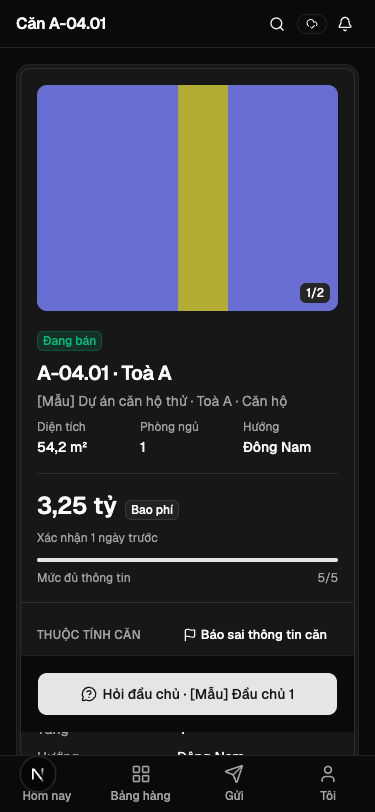 Căn A-04.01
1/2
Đang bán
A-04.01 · Toà A
[Mẫu] Dự án căn hộ thử · Toà A · Căn hộ
Diện tích Phòng ngủ Hướng
54,2 m² 1 Đông Nam
3,25 tỷ Bao phí
Xác nhận 1 ngày trước
Mức đủ thông tin 5/5
THUỘC TÍNH CĂN Báo sai thông tin căn
Hỏi đầu chủ · [Mẫu] Đầu chủ 1
Hướng Đông Nam
N
Hôm nay Bảng hàng Gửi Tôi